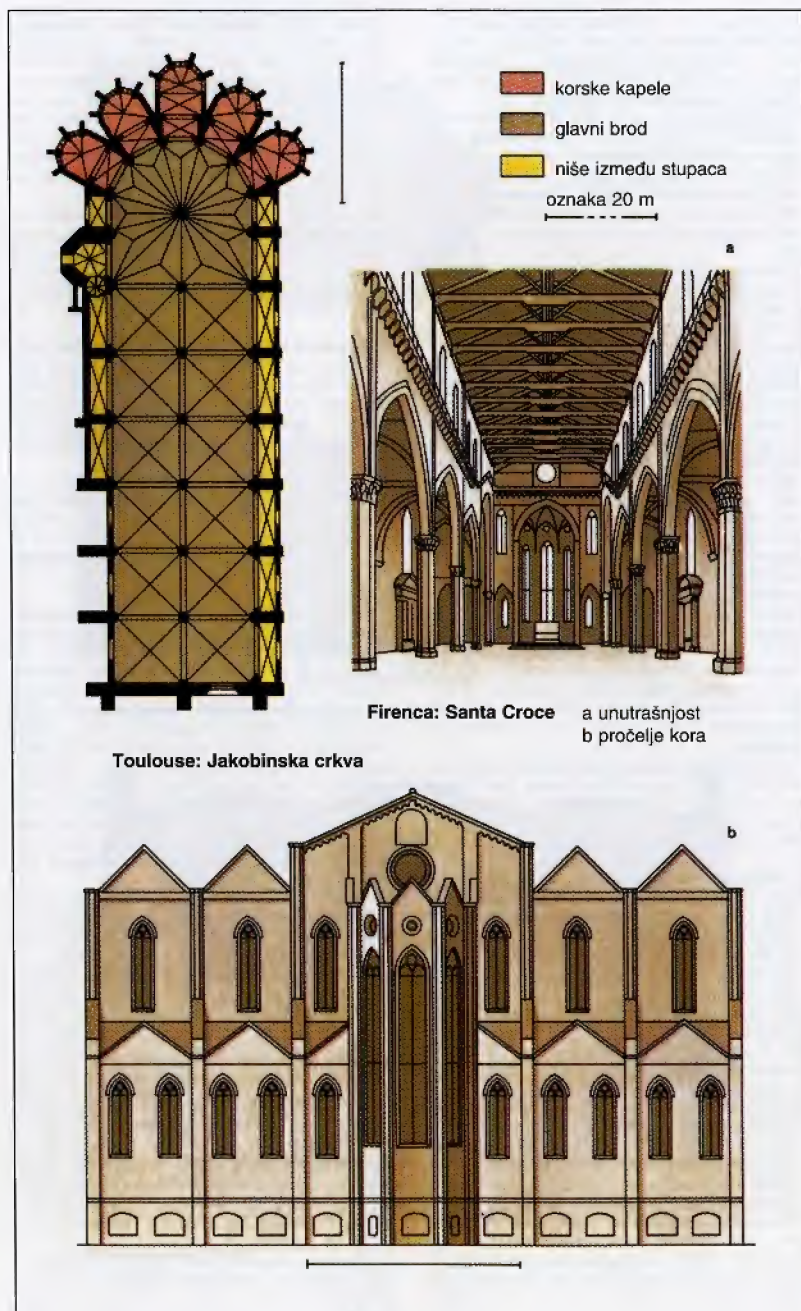 korske kapele
glavni brod
niše između stupaca
oznaka 20 m
a
Firenca: Santa Croce a unutrašnjost
b pročelje kora
Toulouse: Jakobinska crkva
b